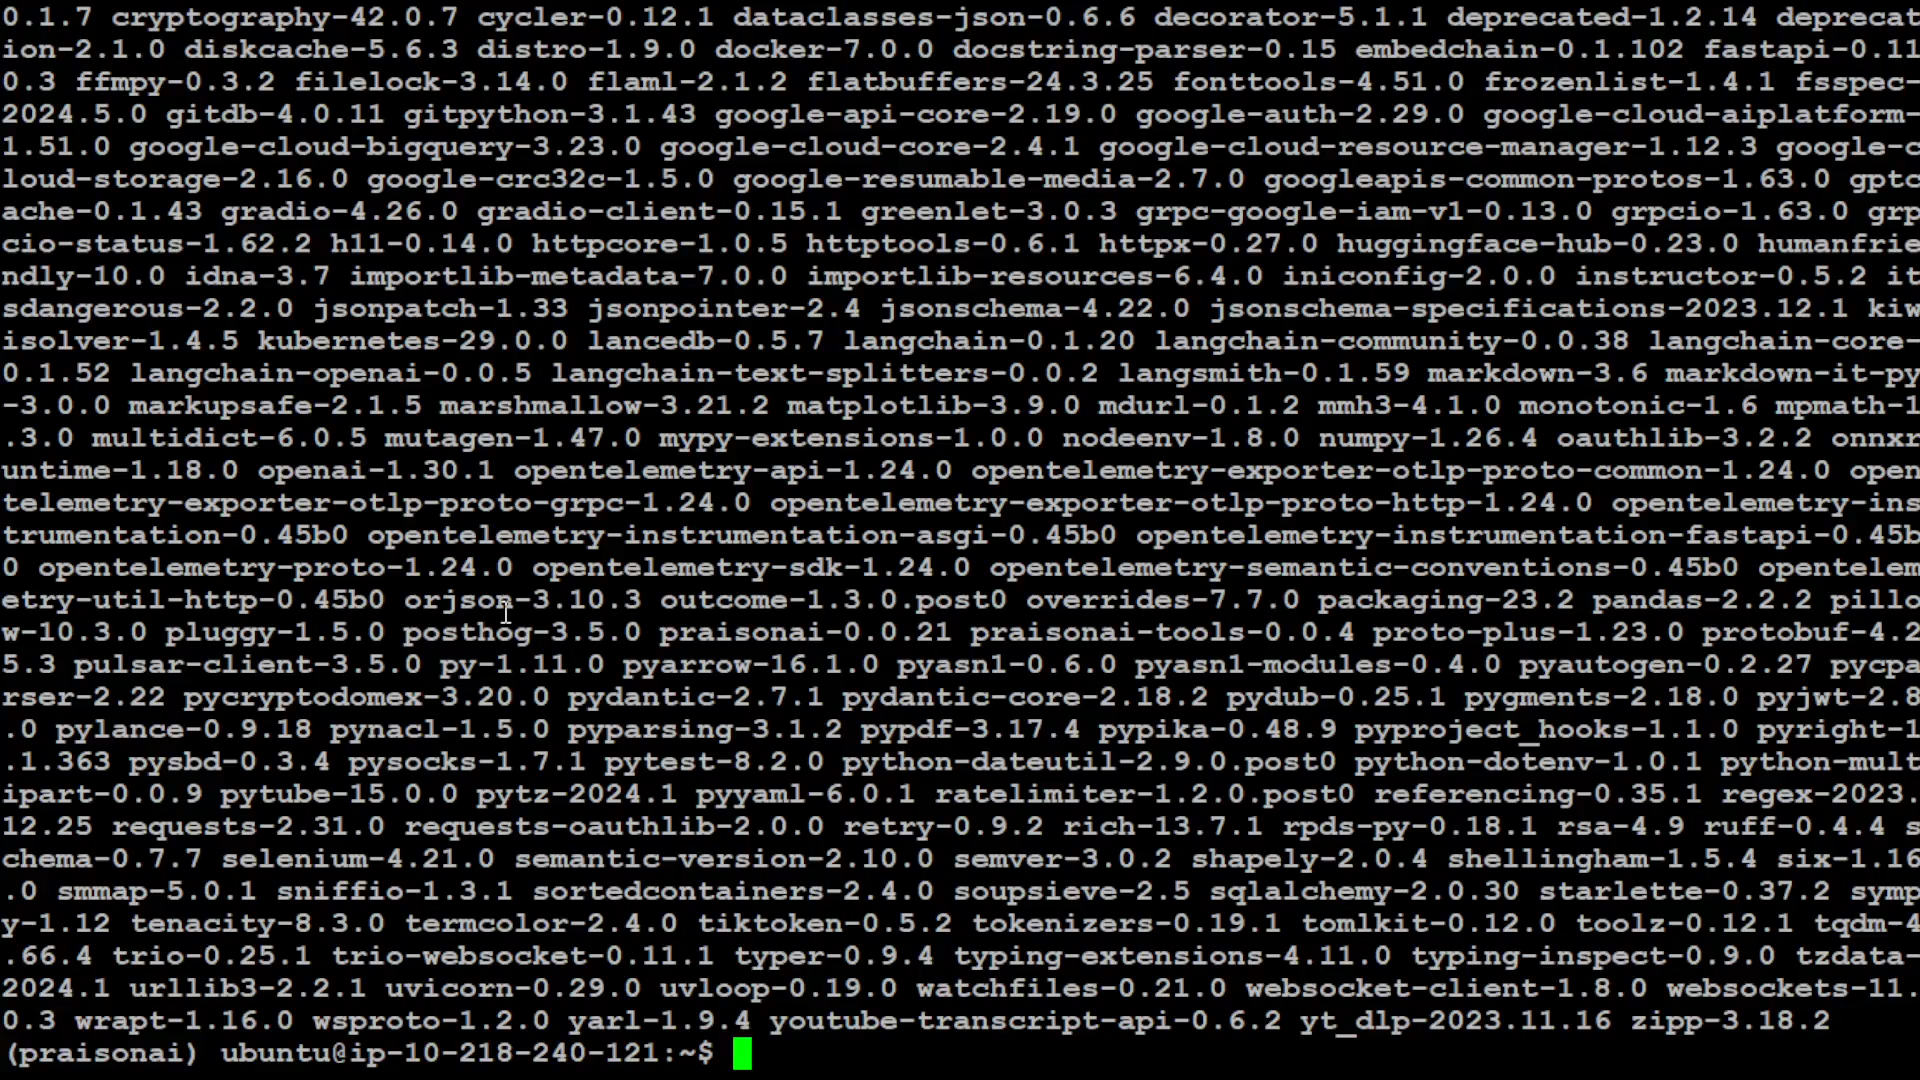 0.1.7 cryptography-42.0.7 cycler-0.12.1 dataclasses-json-0.6.6 decorator-5.1.1 deprecated-1.2.14 deprecat
ion-2.1.0 diskcache-5.6.3 distro-1.9.0 docker-7.0.0 docstring-parser-0.15 embedchain-0.1.102 fastapi-0.11
0.3 ffmpy-0.3.2 filelock-3.14.0 flaml-2.1.2 flatbuffers-24.3.25 fonttools-4.51.0 frozenlist-1.4.1 fsspec-
2024.5.0 gitdb-4.0.11 gitpython-3.1.43 google-api-core-2.19.0 google-auth-2.29.0 google-cloud-aiplatform-
1.51.0 google-cloud-bigquery-3.23.0 google-cloud-core-2.4.1 google-cloud-resource-manager-1.12.3 google-c
loud-storage-2.16.0 google-crc32c-1.5.0 google-resumable-media-2.7.0 googleapis-common-protos-1.63.0 gptc
ache-0.1.43 gradio-4.26.0 gradio-client-0.15.1 greenlet-3.0.3 grpc-google-iam-v1-0.13.0 grpcio-1.63.0 grp
cio-status-1.62.2 h11-0.14.0 httpcore-1.0.5 httptools-0.6.1 httpx-0.27.0 huggingface-hub-0.23.0 humanfrie
ndly-10.0 idna-3.7 importlib-metadata-7.0.0 importlib-resources-6.4.0 iniconfig-2.0.0 instructor-0.5.2 it
sdangerous-2.2.0 jsonpatch-1.33 jsonpointer-2.4 jsonschema-4.22.0 jsonschema-specifications-2023.12.1 kiw
isolver-1.4.5 kubernetes-29.0.0 lancedb-0.5.7 langchain-0.1.20 langchain-community-0.0.38 langchain-core-
0.1.52 langchain-openai-0.0.5 langchain-text-splitters-0.0.2 langsmith-0.1.59 markdown-3.6 markdown-it-py
-3.0.0 markupsafe-2.1.5 marshmallow-3.21.2 matplotlib-3.9.0 mdurl-0.1.2 mmh3-4.1.0 monotonic-1.6 mpmath-1
.3.0 multidict-6.0.5 mutagen-1.47.0 mypy-extensions-1.0.0 nodeenv-1.8.0 numpy-1.26.4 oauthlib-3.2.2 onnxr
untime-1.18.0 openai-1.30.1 opentelemetry-api-1.24.0 opentelemetry-exporter-otlp-proto-common-1.24.0 open
telemetry-exporter-otlp-proto-grpc-1.24.0 opentelemetry-exporter-otlp-proto-http-1.24.0 opentelemetry-ins
trumentation-0.45b0 opentelemetry-instrumentation-asgi-0.45b0 opentelemetry-instrumentation-fastapi-0.45b
0 opentelemetry-proto-1.24.0 opentelemetry-sdk-1.24.0 opentelemetry-semantic-conventions-0.45b0 opentelem
etry-util-http-0.45b0 orjson-3.10.3 outcome-1.3.0.post0 overrides-7.7.0 packaging-23.2 pandas-2.2.2 pillo
w-10.3.0 pluggy-1.5.0 posthog-3.5.0 praisonai-0.0.21 praisonai-tools-0.0.4 proto-plus-1.23.0 protobuf-4.2
5.3 pulsar-client-3.5.0 py-1.11.0 pyarrow-16.1.0 pyasn1-0.6.0 pyasn1-modules-0.4.0 pyautogen-0.2.27 pycpa
rser-2.22 pycryptodomex-3.20.0 pydantic-2.7.1 pydantic-core-2.18.2 pydub-0.25.1 pygments-2.18.0 pyjwt-2.8
.0 pylance-0.9.18 pynacl-1.5.0 pyparsing-3.1.2 pypdf-3.17.4 pypika-0.48.9 pyproject_hooks-1.1.0 pyright-1
.1.363 pysbd-0.3.4 pysocks-1.7.1 pytest-8.2.0 python-dateutil-2.9.0.post0 python-dotenv-1.0.1 python-mult
ipart-0.0.9 pytube-15.0.0 pytz-2024.1 pyyaml-6.0.1 ratelimiter-1.2.0.post0 referencing-0.35.1 regex-2023.
12.25 requests-2.31.0 requests-oauthlib-2.0.0 retry-0.9.2 rich-13.7.1 rpds-py-0.18.1 rsa-4.9 ruff-0.4.4 s
chema-0.7.7 selenium-4.21.0 semantic-version-2.10.0 semver-3.0.2 shapely-2.0.4 shellingham-1.5.4 six-1.16
.0 smmap-5.0.1 sniffio-1.3.1 sortedcontainers-2.4.0 soupsieve-2.5 sqlalchemy-2.0.30 starlette-0.37.2 symp
y-1.12 tenacity-8.3.0 termcolor-2.4.0 tiktoken-0.5.2 tokenizers-0.19.1 tomlkit-0.12.0 toolz-0.12.1 tqdm-4
.66.4 trio-0.25.1 trio-websocket-0.11.1 typer-0.9.4 typing-extensions-4.11.0 typing-inspect-0.9.0 tzdata-
2024.1 urllib3-2.2.1 uvicorn-0.29.0 uvloop-0.19.0 watchfiles-0.21.0 websocket-client-1.8.0 websockets-11.
0.3 wrapt-1.16.0 wsproto-1.2.0 yarl-1.9.4 youtube-transcript-api-0.6.2 yt_dlp-2023.11.16 zipp-3.18.2
(praisonai) ubuntu@ip-10-218-240-121:~$